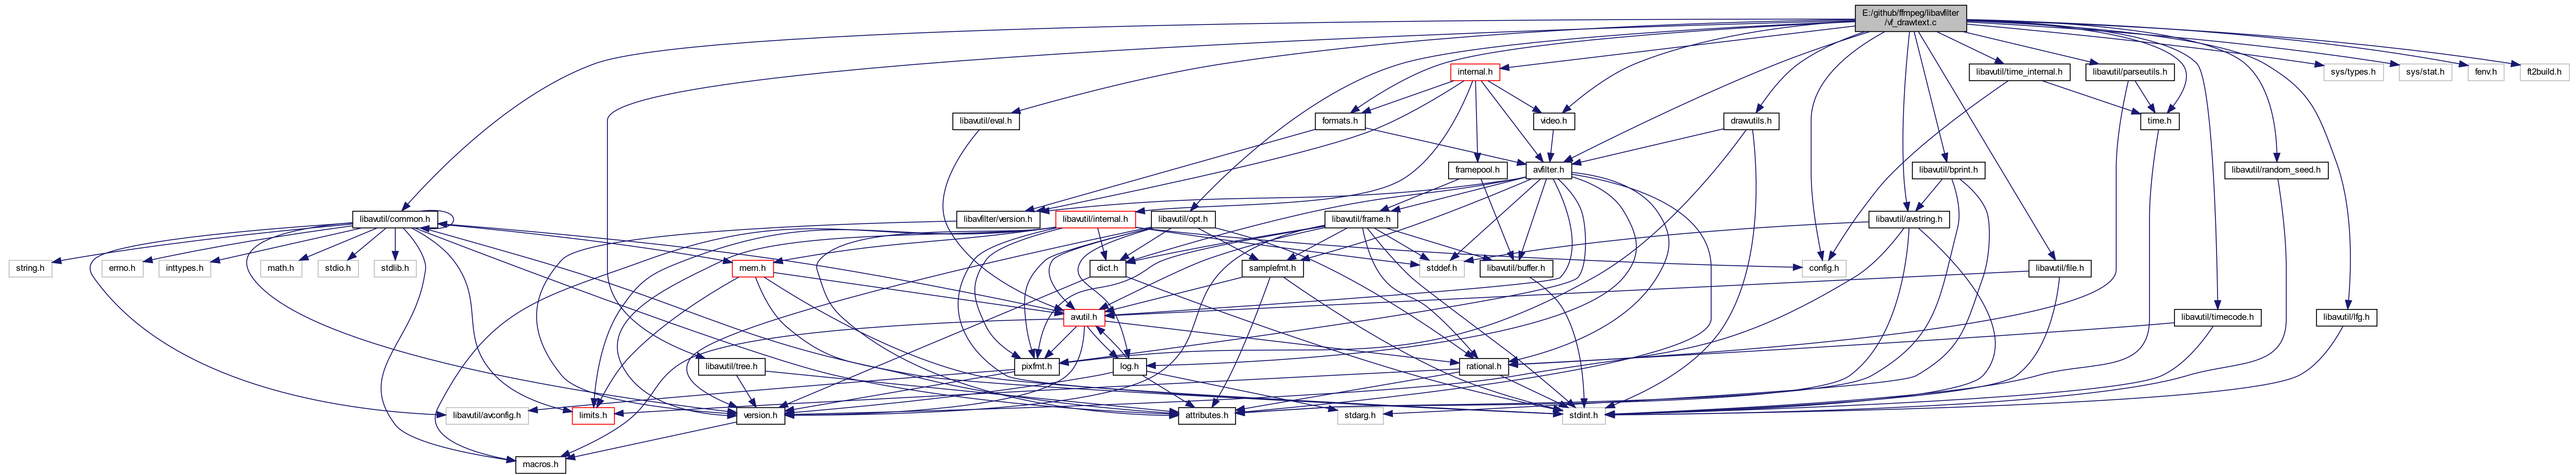 E:/github/ffmpeg/libavfilter
/vf_drawtext.c
internal.h
libavutil/time_internal.h
libavutil/parseutils.h
sys/types.h
sys/stat.h
fenv.h
ft2build.h
libavutil/eval.h
formats.h
video.h
drawutils.h
time.h
framepool.h
avfilter.h
libavutil/bprint.h
libavutil/random_seed.h
libavutil/common.h
libavfilter/version.h
libavutil/internal.h
libavutil/opt.h
libavutil/frame.h
libavutil/avstring.h
string.h
errno.h
inttypes.h
math.h
stdio.h
stdlib.h
mem.h
dict.h
samplefmt.h
stddef.h
libavutil/buffer.h
config.h
libavutil/file.h
avutil.h
libavutil/timecode.h
libavutil/lfg.h
libavutil/tree.h
pixfmt.h
log.h
rational.h
libavutil/avconfig.h
limits.h
version.h
attributes.h
stdarg.h
stdint.h
macros.h